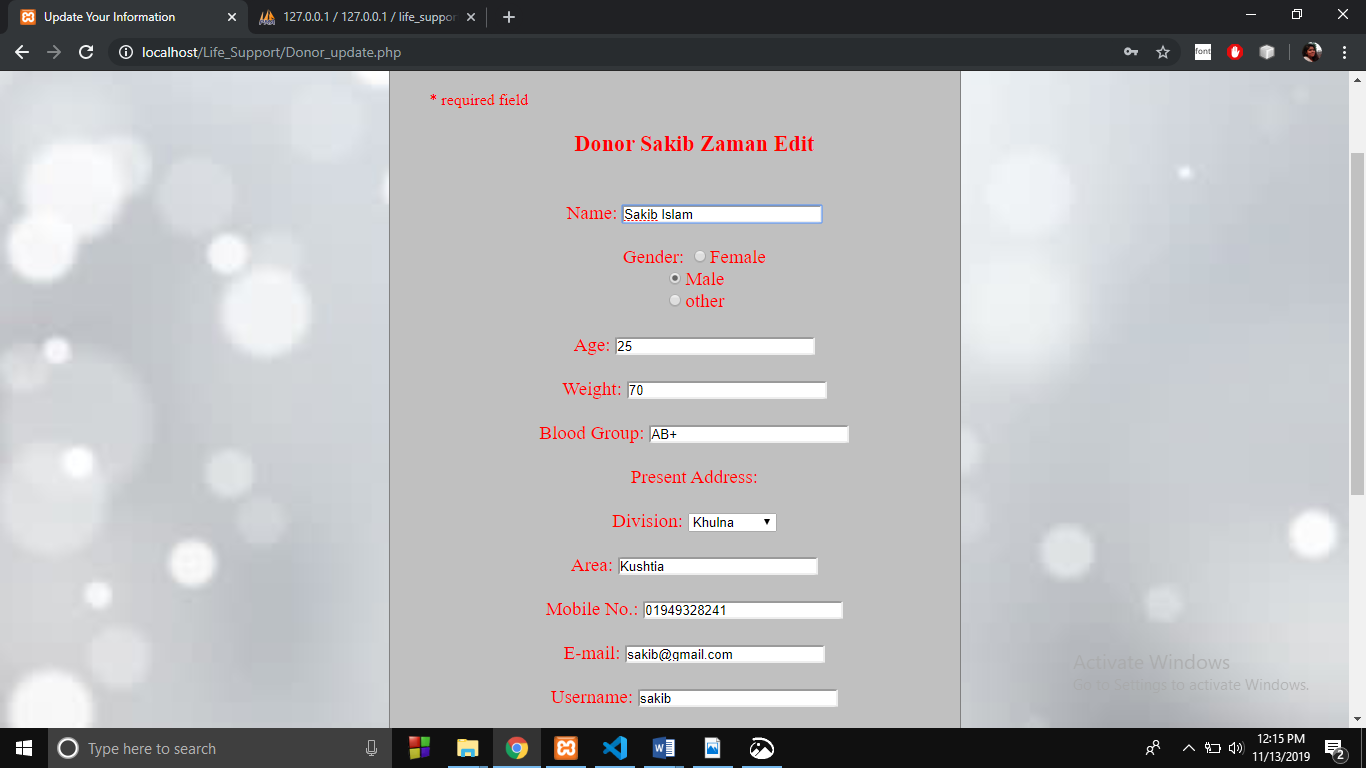 Update Your Information
127.0.0.1 / 127.0.0.1 / life_suppor
localhost/Life_Support/Donor_update.php
font
* required field
Donor Sakib Zaman Edit
Name: Sakib Islam
Gender: Female
Male
other
Age: 25
Weight: 70
Blood Group: AB+
Present Address:
Division: Khulna
Area: Kushtia
Mobile No.: 01949328241
E-mail: sakib@gmail.com
Username: sakib
Activate Windows
Go to Settings to activate Windows.
Type here to search
12:15 PM
11/13/2019
2